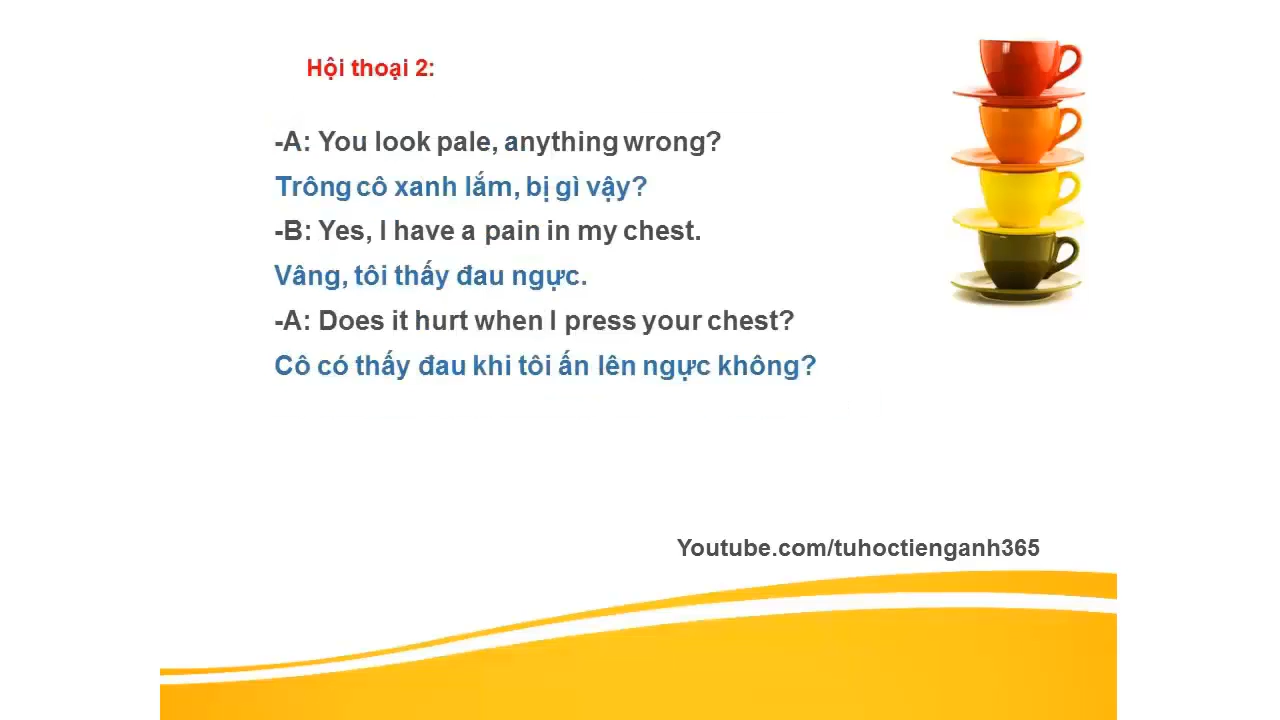 Hội thoại 2:
-A: You look pale, anything wrong?
Trông cô xanh lắm, bị gì vậy?
-B: Yes, I have a pain in my chest.
Vâng, tôi thấy đau ngực.
-A: Does it hurt when I press your chest?
Cô có thấy đau khi tôi ấn lên ngực không?
Youtube.com/tuhoctienganh365